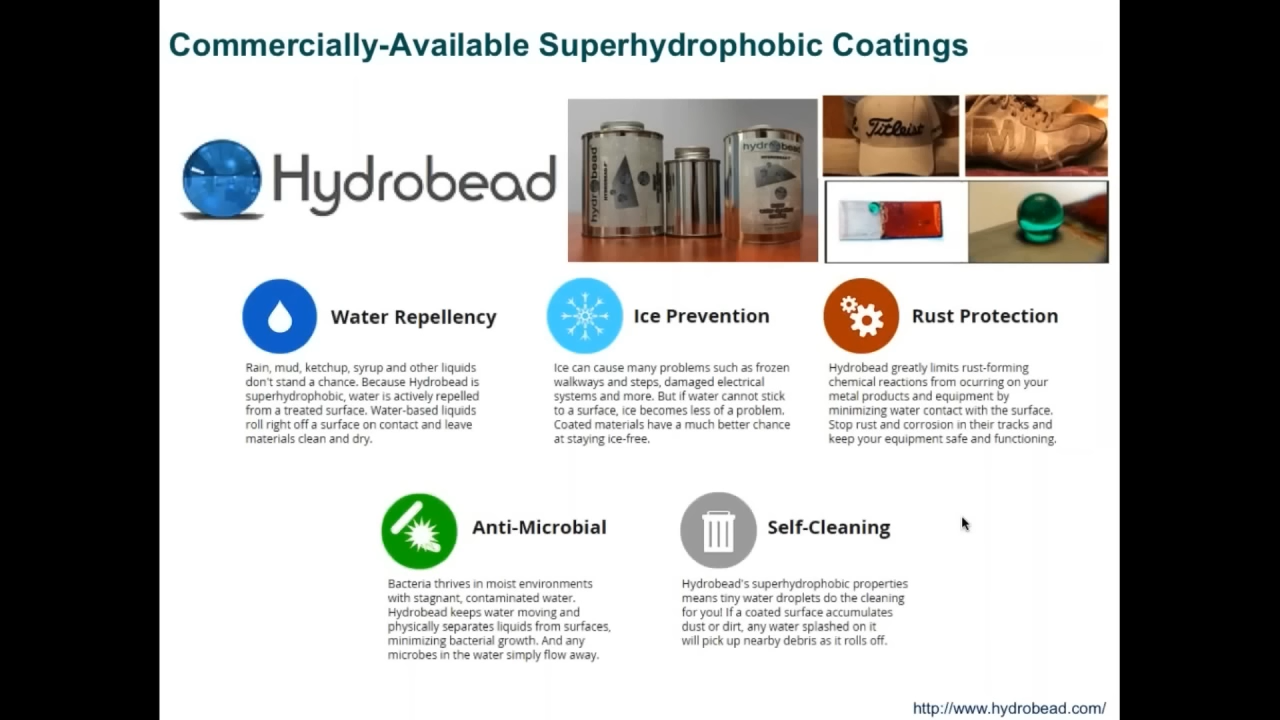 Commercially-Available Superhydrophobic Coatings
Hydrobead
hydrobead
hydrobead
Titleist
Water Repellency
Rain, mud, ketchup, syrup and other liquids
don't stand a chance. Because Hydrobead is
superhydrophobic, water is actively repelled
from a treated surface. Water-based liquids
roll right off a surface on contact and leave
materials clean and dry.
Ice Prevention
Ice can cause many problems such as frozen
walkways and steps, damaged electrical
systems and more. But if water cannot stick
to a surface, ice becomes less of a problem.
Coated materials have a much better chance
at staying ice-free.
Rust Protection
Hydrobead greatly limits rust-forming
chemical reactions from ocurring on your
metal products and equipment by
minimizing water contact with the surface.
Stop rust and corrosion in their tracks and
keep your equipment safe and functioning.
Anti-Microbial
Bacteria thrives in moist environments
with stagnant, contaminated water.
Hydrobead keeps water moving and
physically separates liquids from surfaces,
minimizing bacterial growth. And any
microbes in the water simply flow away.
Self-Cleaning
Hydrobead's superhydrophobic properties
means tiny water droplets do the cleaning
for you! If a coated surface accumulates
dust or dirt, any water splashed on it
will pick up nearby debris as it rolls off.
http://www.hydrobead.com/